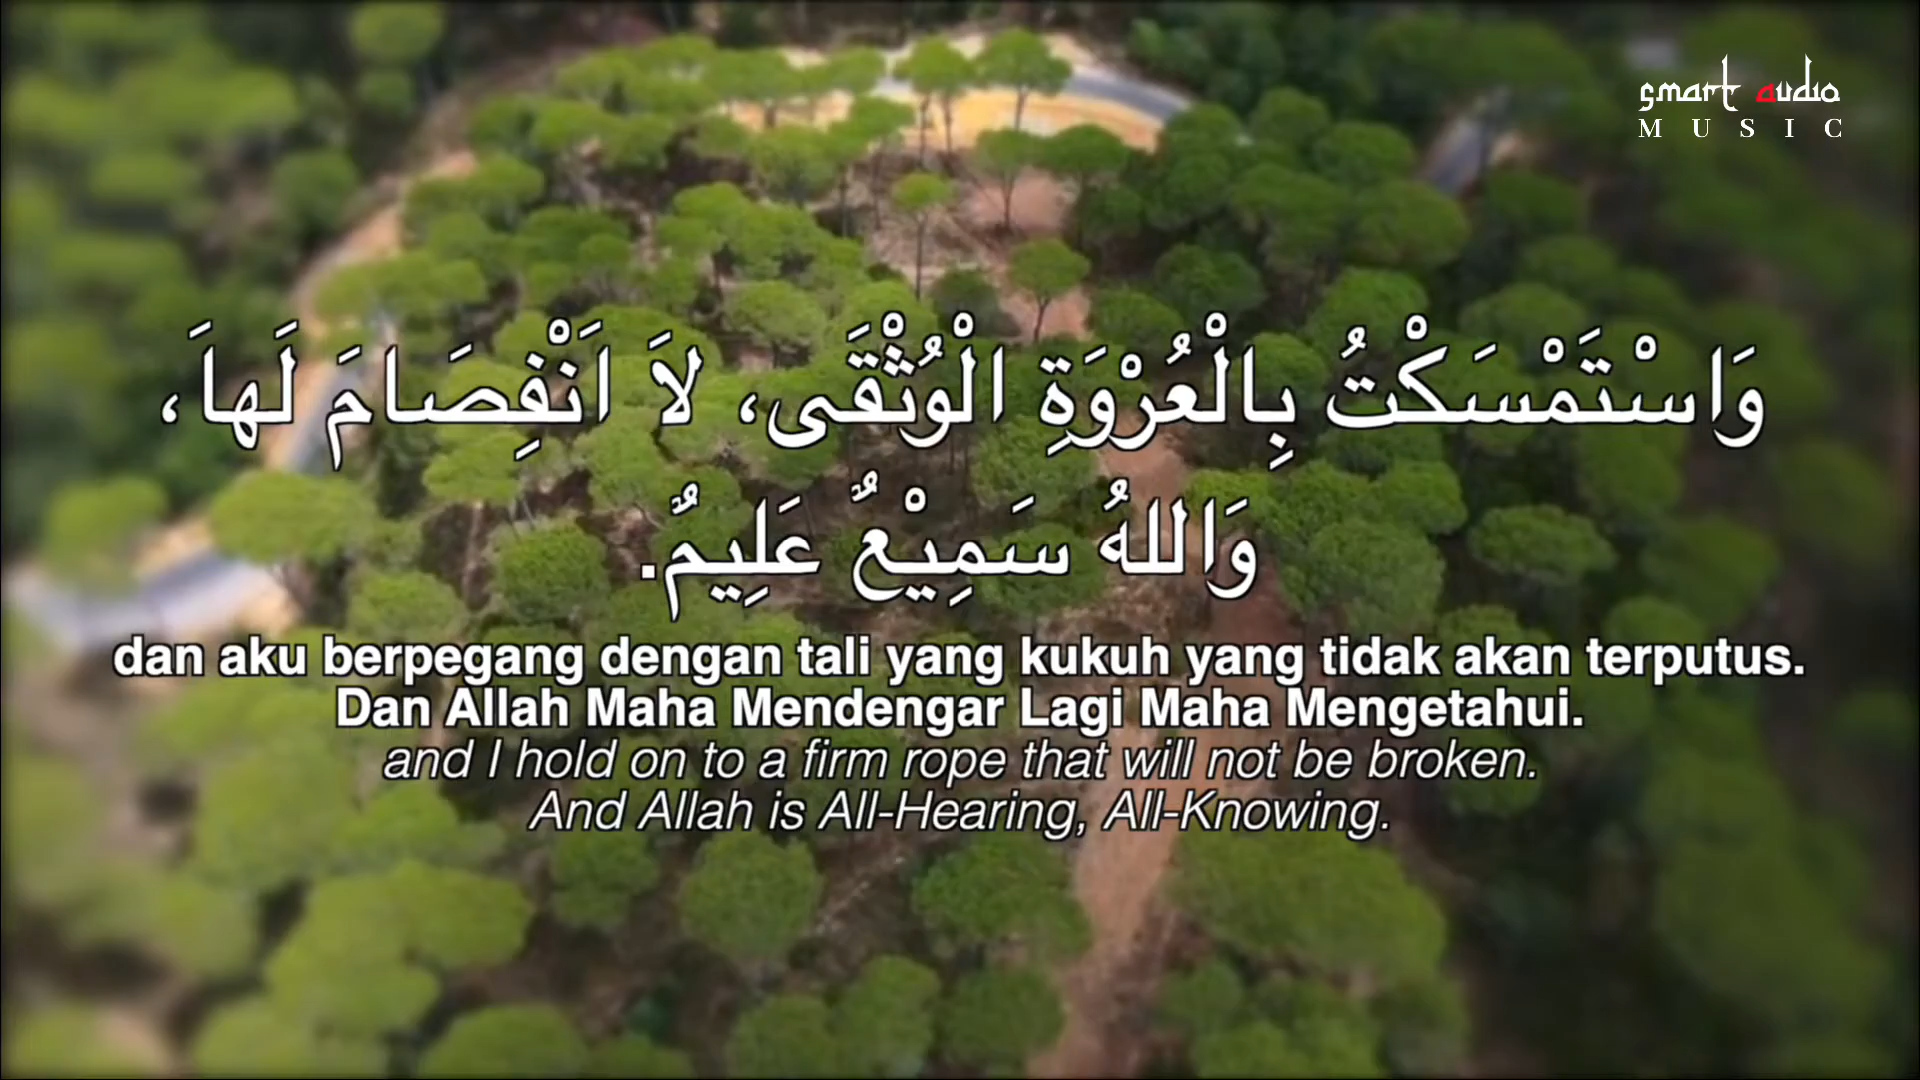 smart audio
MUSIC
وَاسْتَمْسَكْتُ بِالْعُرْوَةِ الْوُثْقَى، لاَ اَنْفِصَامَ لَهاَ،
وَاللهُ سَمِيْعٌ عَلِيمٌ.
dan aku berpegang dengan tali yang kukuh yang tidak akan terputus.
Dan Allah Maha Mendengar Lagi Maha Mengetahui.
and I hold on to a firm rope that will not be broken.
And Allah is All-Hearing, All-Knowing.